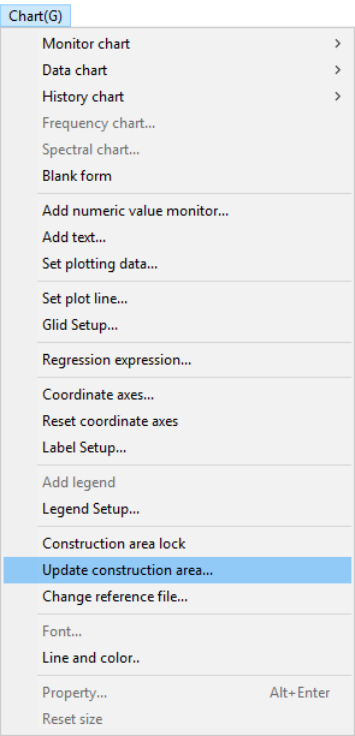 Chart(G)
Monitor chart >
Data chart >
History chart >
Frequency chart...
Spectral chart...
Blank form
Add numeric value monitor...
Add text...
Set plotting data...
Set plot line...
Glid Setup...
Regression expression...
Coordinate axes...
Reset coordinate axes
Label Setup...
Add legend
Legend Setup...
Construction area lock
Update construction area...
Change reference file...
Font...
Line and color..
Property... Alt+Enter
Reset size